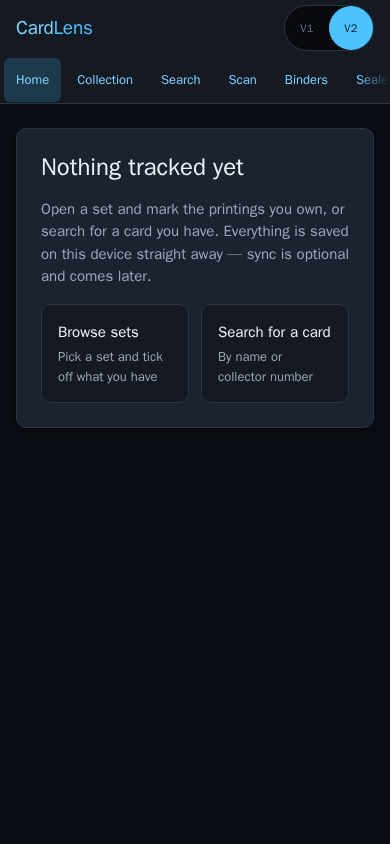 CardLens
V1
V2
Home
Collection
Search
Scan
Binders
Nothing tracked yet
Open a set and mark the printings you own, or
search for a card you have. Everything is saved
on this device straight away — sync is optional
and comes later.
Browse sets
Pick a set and tick
off what you have
Search for a card
By name or
collector number